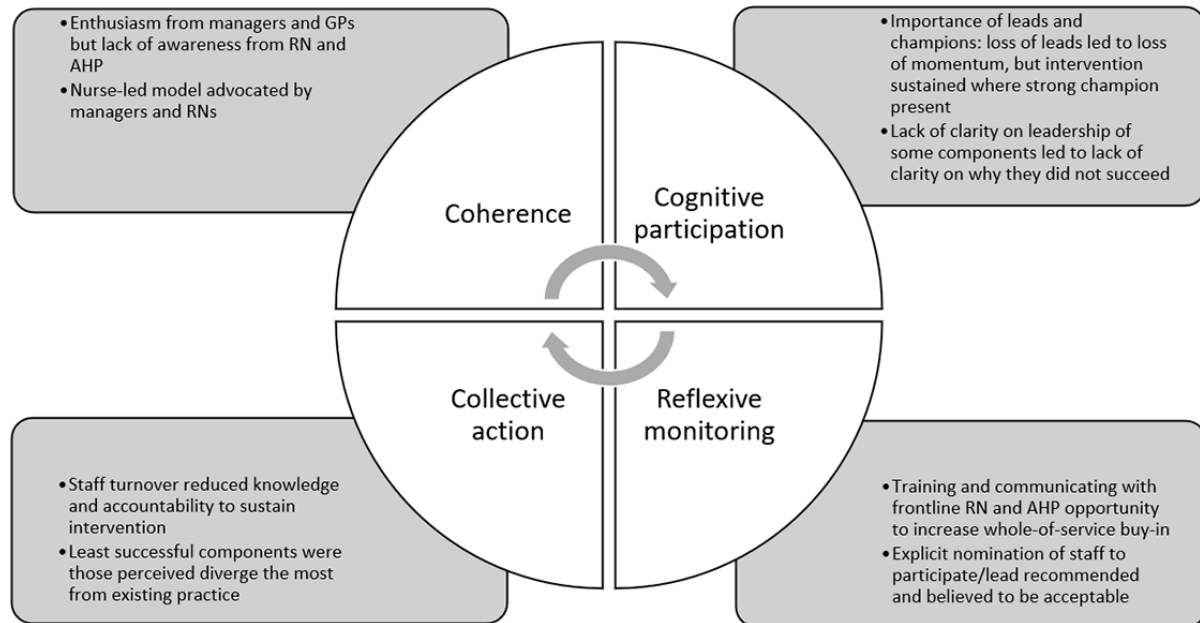 •Enthusiasm from managers and GPs
but lack of awareness from RN and
AHP
•Nurse-led model advocated by
managers and RNs
•Importance of leads and
champions: loss of leads led to loss
of momentum, but intervention
sustained where strong champion
present
•Lack of clarity on leadership of
some components led to lack of
clarity on why they did not succeed
Coherence
Cognitive
participation
Collective
action
Reflexive
monitoring
•Staff turnover reduced knowledge
and accountability to sustain
intervention
•Least successful components were
those perceived diverge the most
from existing practice
•Training and communicating with
frontline RN and AHP opportunity
to increase whole-of-service buy-in
•Explicit nomination of staff to
participate/lead recommended
and believed to be acceptable